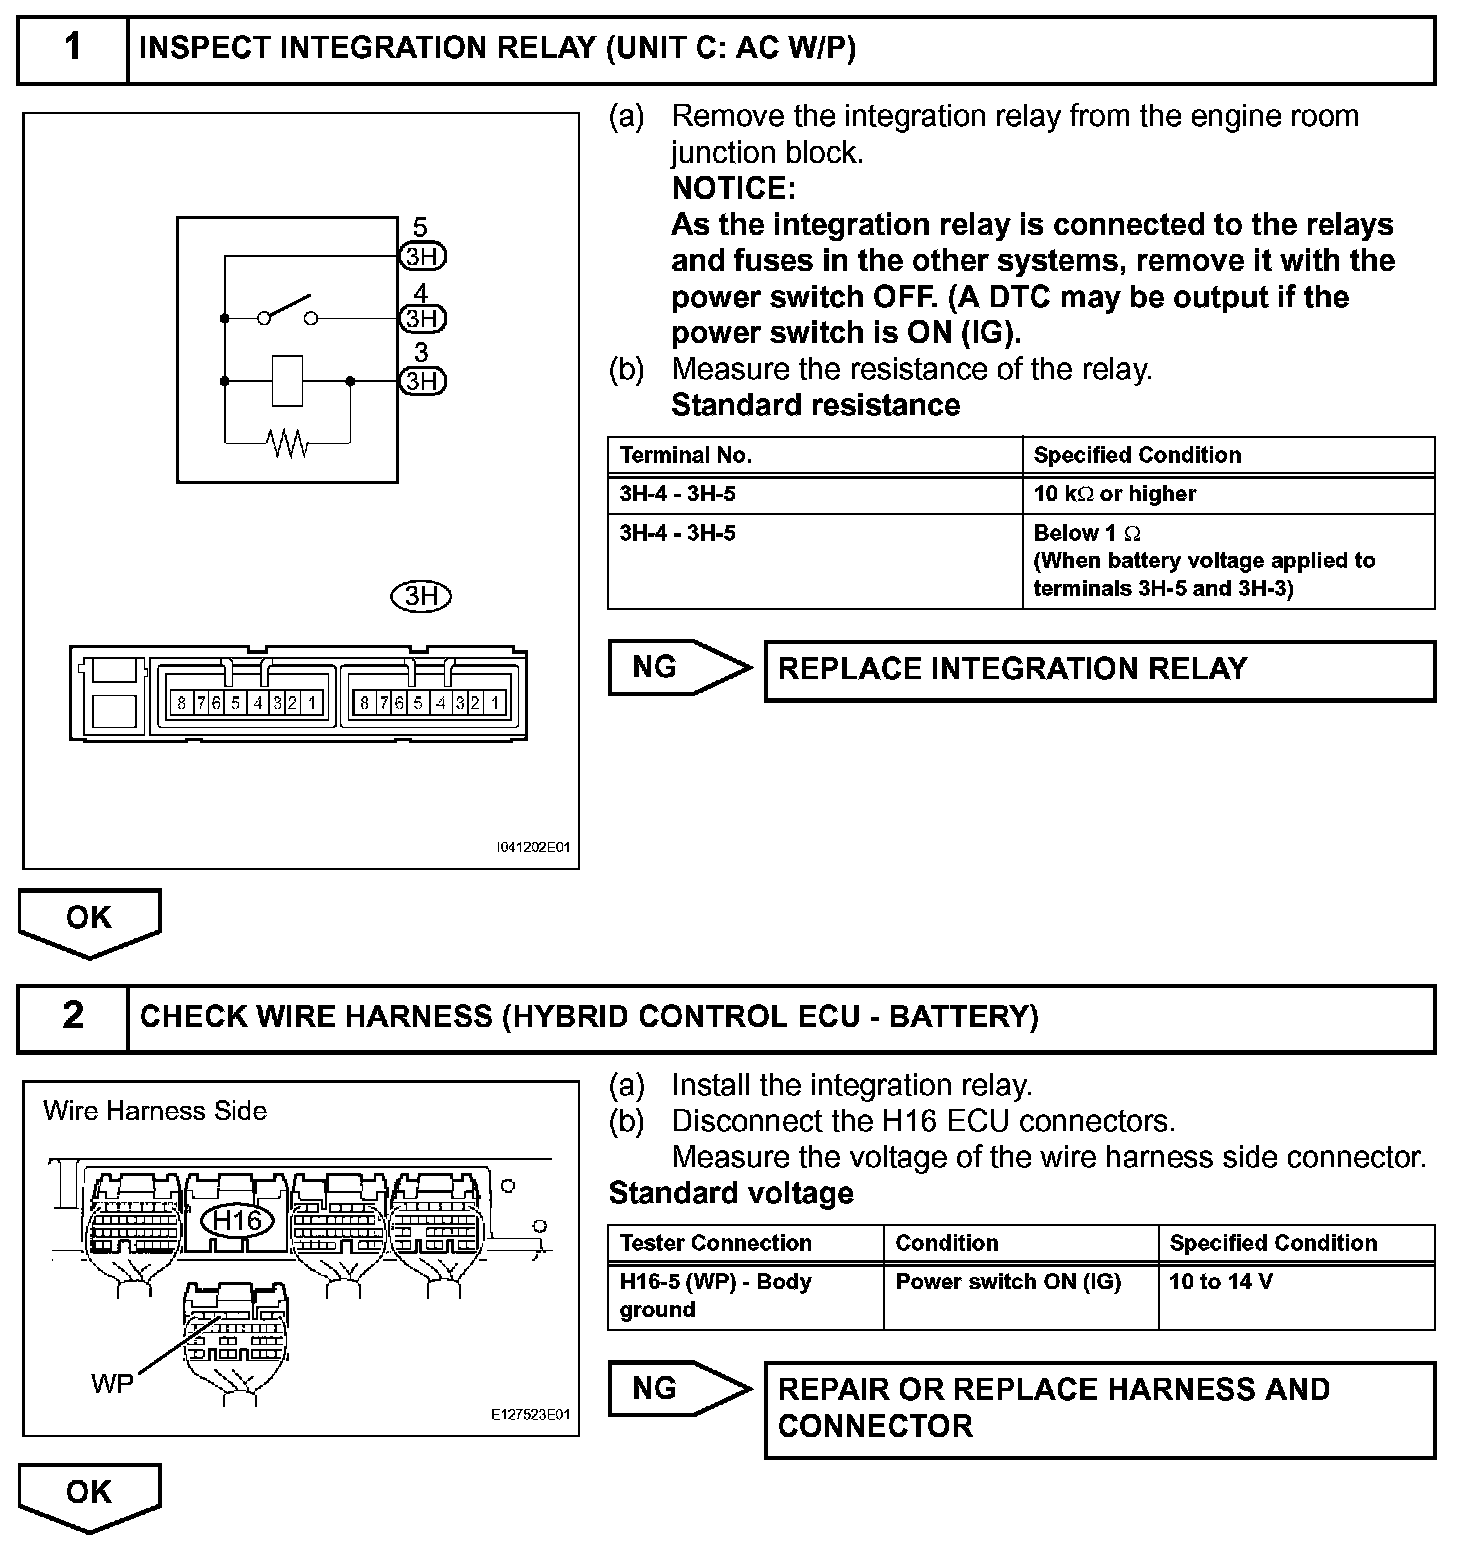 1
INSPECT INTEGRATION RELAY (UNIT C: AC W/P)
5
3H
4
3H
3
3H
3H
8 7 6 5 4 3 2 1
8 7 6 5 4 3 2 1
I041202E01
(a) Remove the integration relay from the engine room
junction block.
NOTICE:
As the integration relay is connected to the relays
and fuses in the other systems, remove it with the
power switch OFF. (A DTC may be output if the
power switch is ON (IG).
(b) Measure the resistance of the relay.
Standard resistance
Terminal No. Specified Condition
3H-4 - 3H-5 10 kΩ or higher
3H-4 - 3H-5 Below 1 Ω
(When battery voltage applied to
terminals 3H-5 and 3H-3)
NG
REPLACE INTEGRATION RELAY
OK
2
CHECK WIRE HARNESS (HYBRID CONTROL ECU - BATTERY)
Wire Harness Side
H16
WP
E127523E01
(a) Install the integration relay.
(b) Disconnect the H16 ECU connectors.
Measure the voltage of the wire harness side connector.
Standard voltage
Tester Connection Condition Specified Condition
H16-5 (WP) - Body Power switch ON (IG) 10 to 14 V
ground
NG
REPAIR OR REPLACE HARNESS AND
CONNECTOR
OK